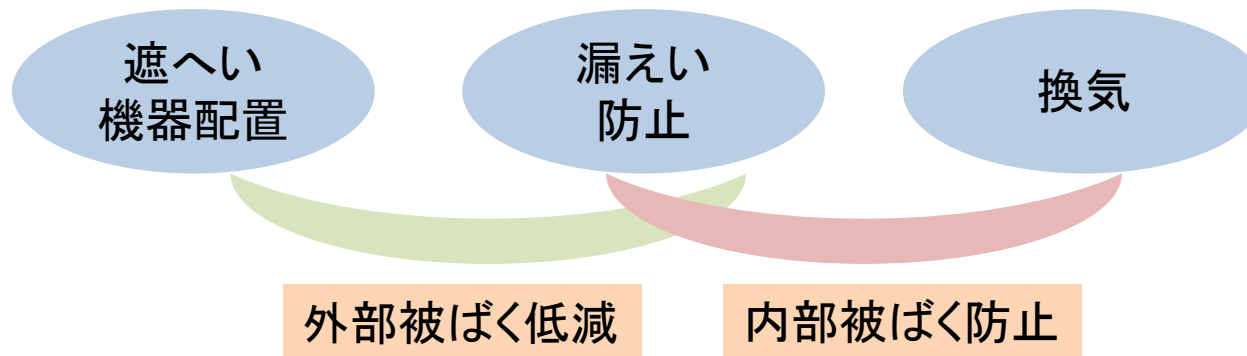 遮へい
機器配置
漏えい
防止
換気
外部被ばく低減
内部被ばく防止